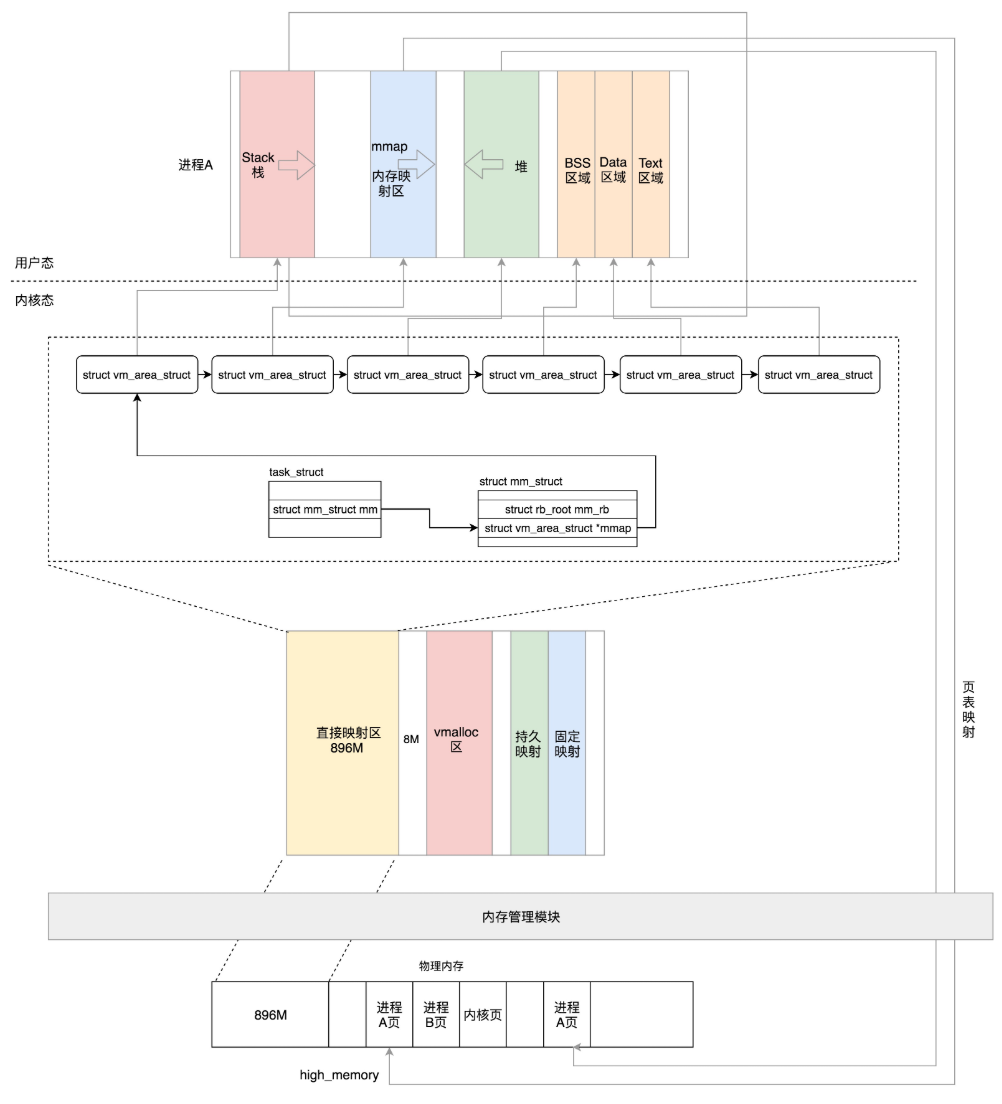 进程A
Stack
栈
mmap
内存映
射区
堆
BSS
区域
Data
区域
Text
区域
用户态
内核态
struct vm_area_struct
struct vm_area_struct
struct vm_area_struct
struct vm_area_struct
struct vm_area_struct
struct vm_area_struct
task_struct
struct mm_struct mm
struct mm_struct
struct rb_root mm_rb
struct vm_area_struct *mmap
直接映射区
896M
8M
vmalloc
区
持久
映射
固定
映射
页
表
映
射
内存管理模块
物理内存
896M
进程
A页
进程
B页
内核页
进程
A页
high_memory